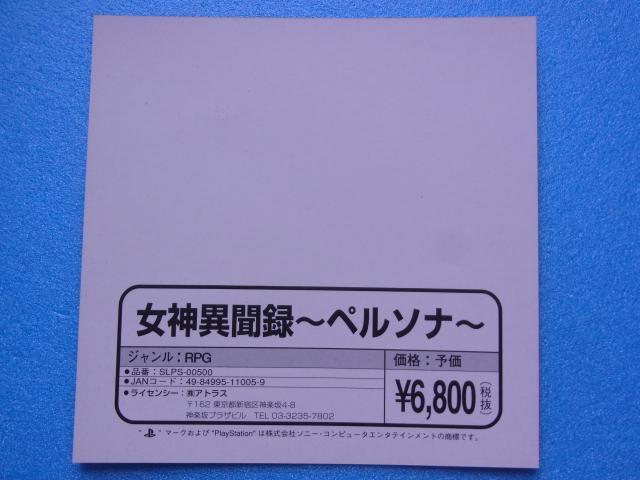 女神異聞録～ペルソナ～
ジャンル：RPG
価格：予価
●品番：SLPS-00500
●JANコード：49-84995-11005-9
●ライセンシー：㈱アトラス
〒162 東京都新宿区神楽坂4-8
神楽坂プラザビル TEL 03-3235-7802
¥6,800（税抜）
" " マークおよび "PlayStation" は株式会社ソニー・コンピュータエンタテインメントの商標です。